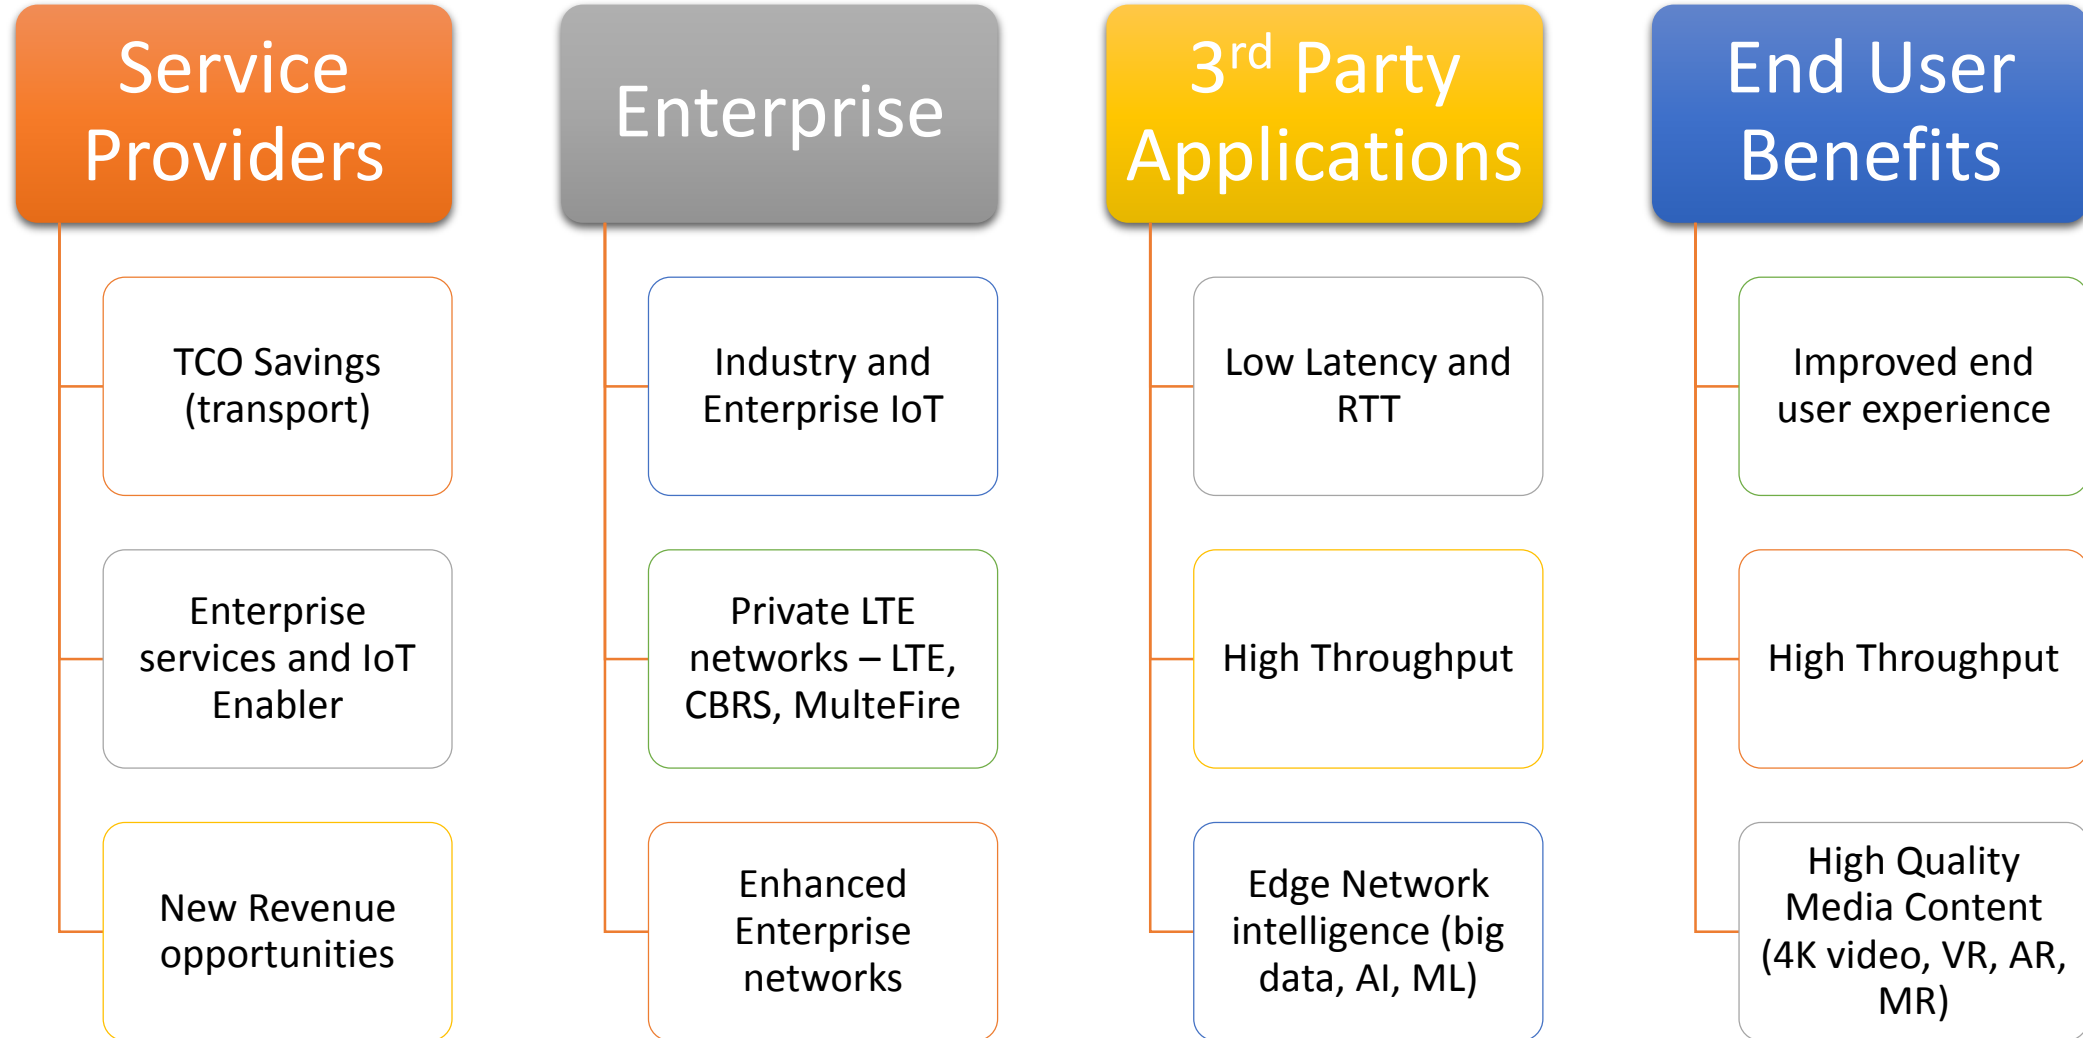 Service
Providers
TCO Savings
(transport)
Enterprise
services and IoT
Enabler
New Revenue
opportunities
Enterprise
Industry and
Enterprise IoT
Private LTE
networks – LTE,
CBRS, MulteFire
Enhanced
Enterprise
networks
3rd Party
Applications
Low Latency and
RTT
High Throughput
Edge Network
intelligence (big
data, AI, ML)
End User
Benefits
Improved end
user experience
High Throughput
High Quality
Media Content
(4K video, VR, AR,
MR)